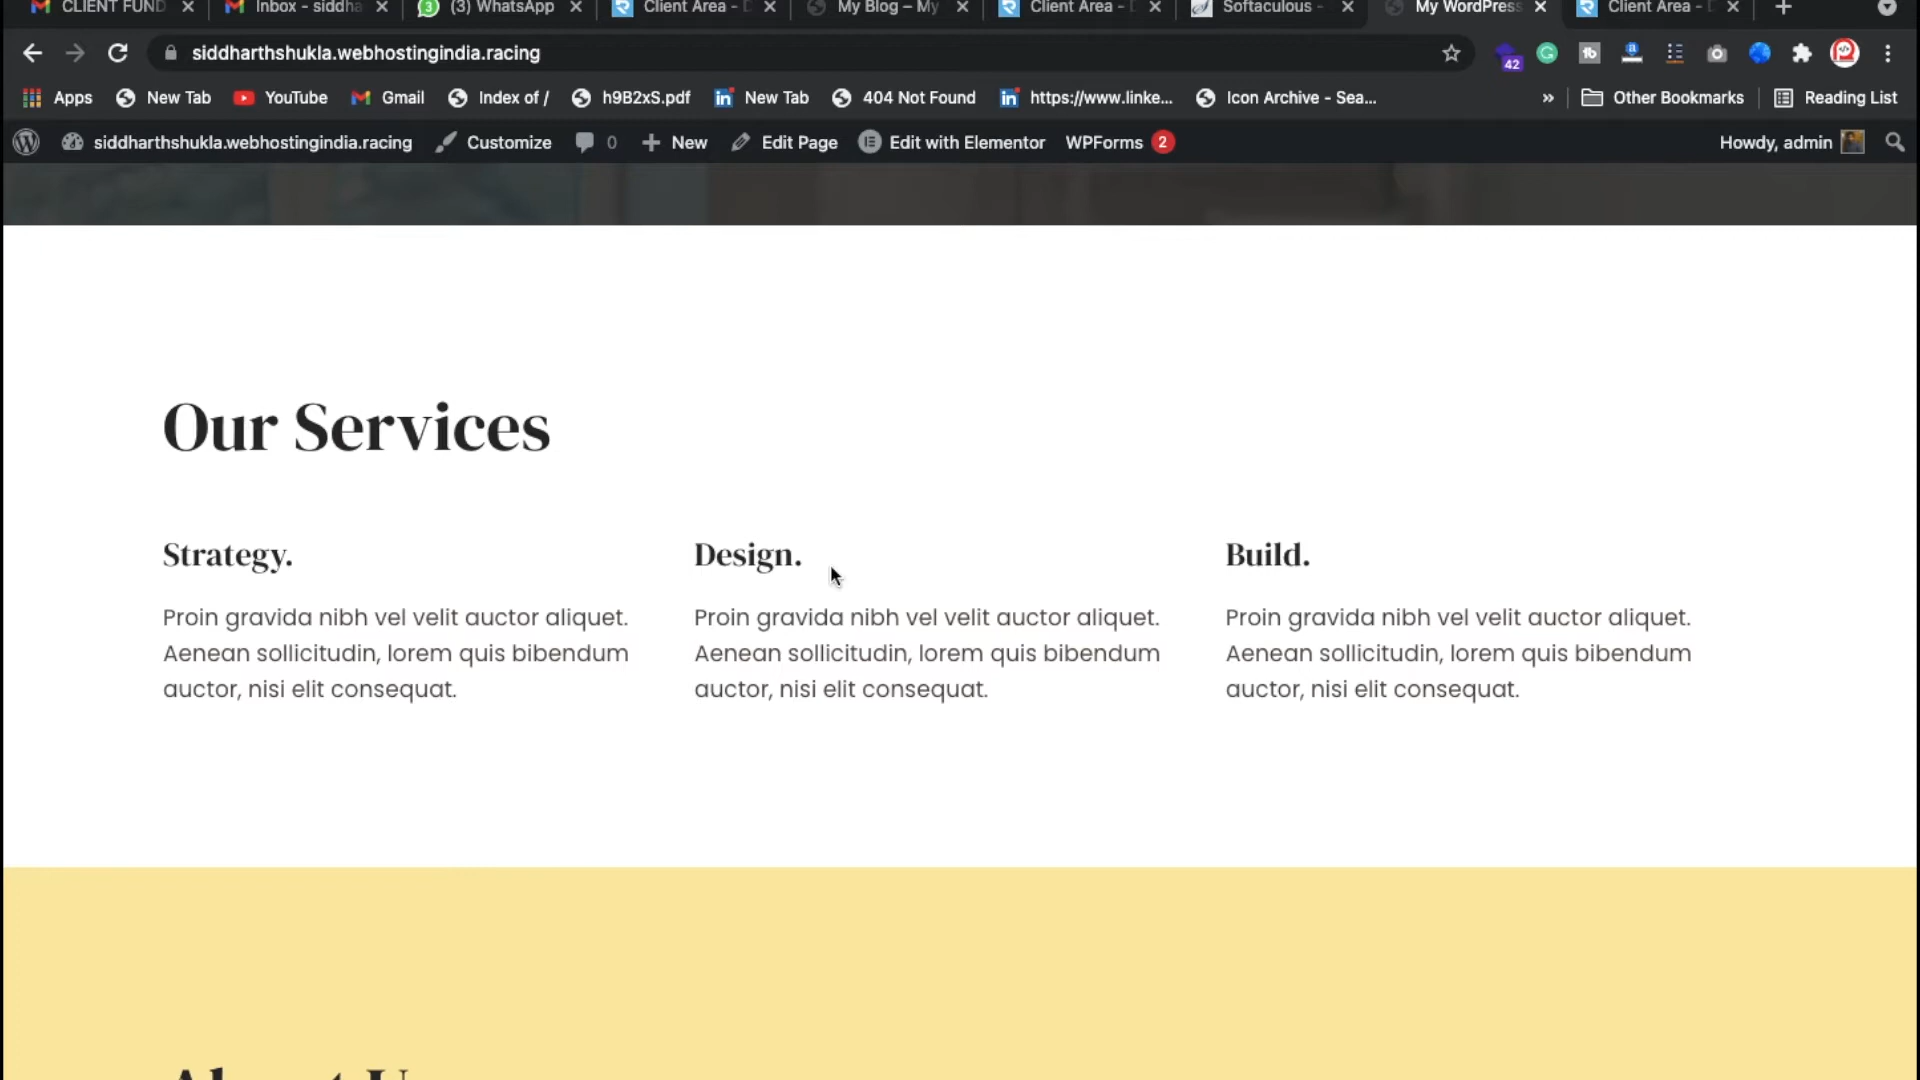 CLIENT FUND
Inbox - siddha
3 (3) WhatsApp
Client Area - D
My Blog – My
Client Area - D
Softaculous -
My WordPress
Client Area - D
siddharthshukla.webhostingindia.racing
42
Apps New Tab YouTube Gmail Index of / h9B2xS.pdf New Tab 404 Not Found https://www.linke... Icon Archive - Sea... » Other Bookmarks Reading List
siddharthshukla.webhostingindia.racing Customize 0 New Edit Page Edit with Elementor WPForms 2 Howdy, admin
Our Services
Strategy.
Proin gravida nibh vel velit auctor aliquet.
Aenean sollicitudin, lorem quis bibendum
auctor, nisi elit consequat.
Design.
Proin gravida nibh vel velit auctor aliquet.
Aenean sollicitudin, lorem quis bibendum
auctor, nisi elit consequat.
Build.
Proin gravida nibh vel velit auctor aliquet.
Aenean sollicitudin, lorem quis bibendum
auctor, nisi elit consequat.
About U